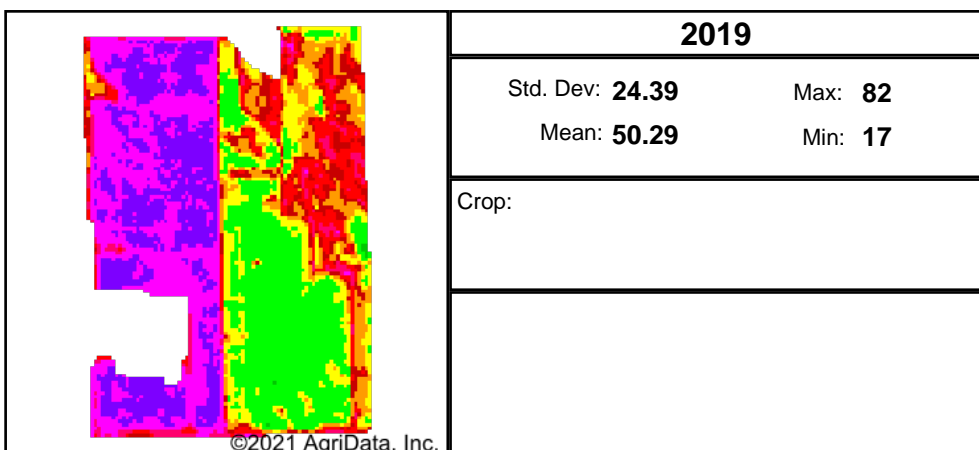 2019
Std. Dev: 24.39 Max: 82
Mean: 50.29 Min: 17
Crop:
©2021 AgriData, Inc.